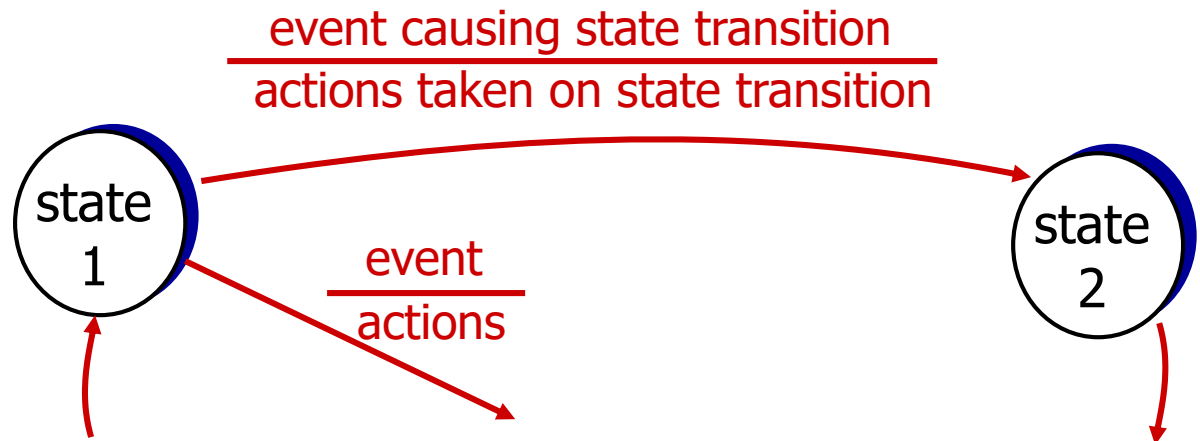 event causing state transition
actions taken on state transition
state
1
event
actions
state
2